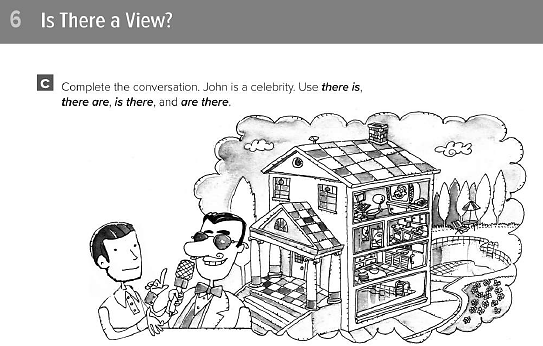 6 Is There a View?
C Complete the conversation. John is a celebrity. Use there is,
there are, is there, and are there.